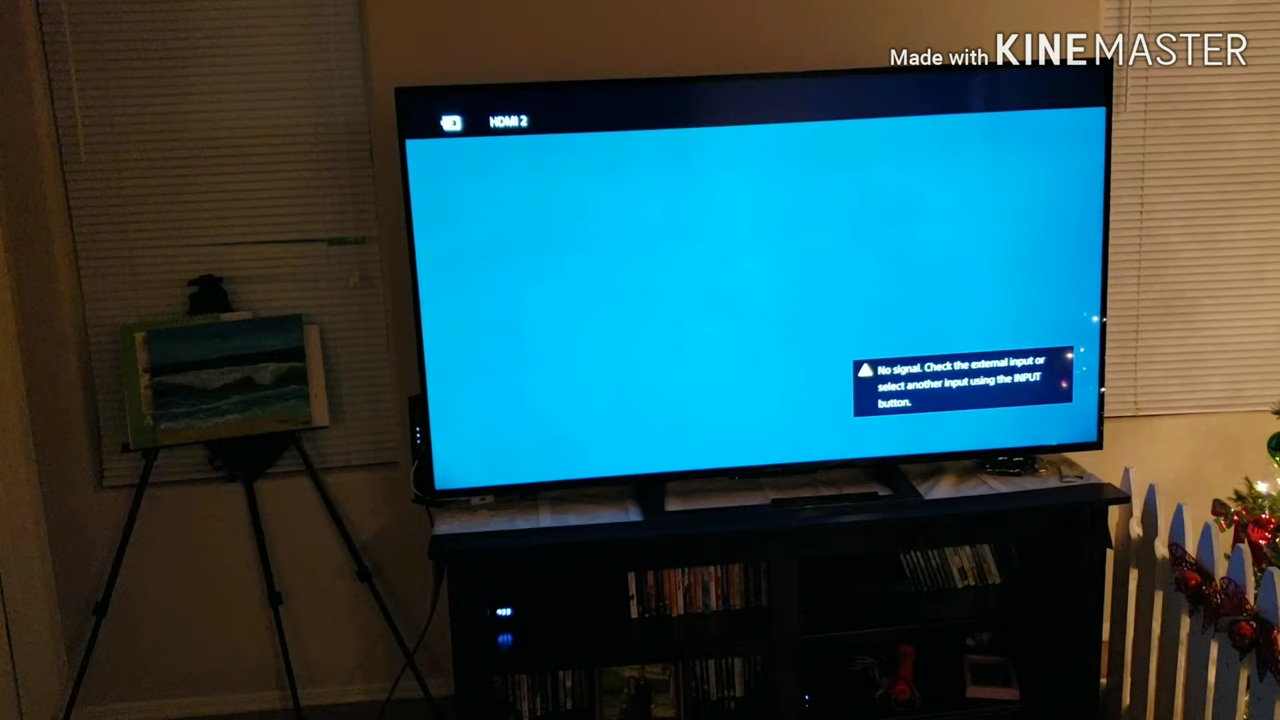 Made with KINEMASTER
HDMI 2
No signal. Check the external input or
select another input using the INPUT
button.